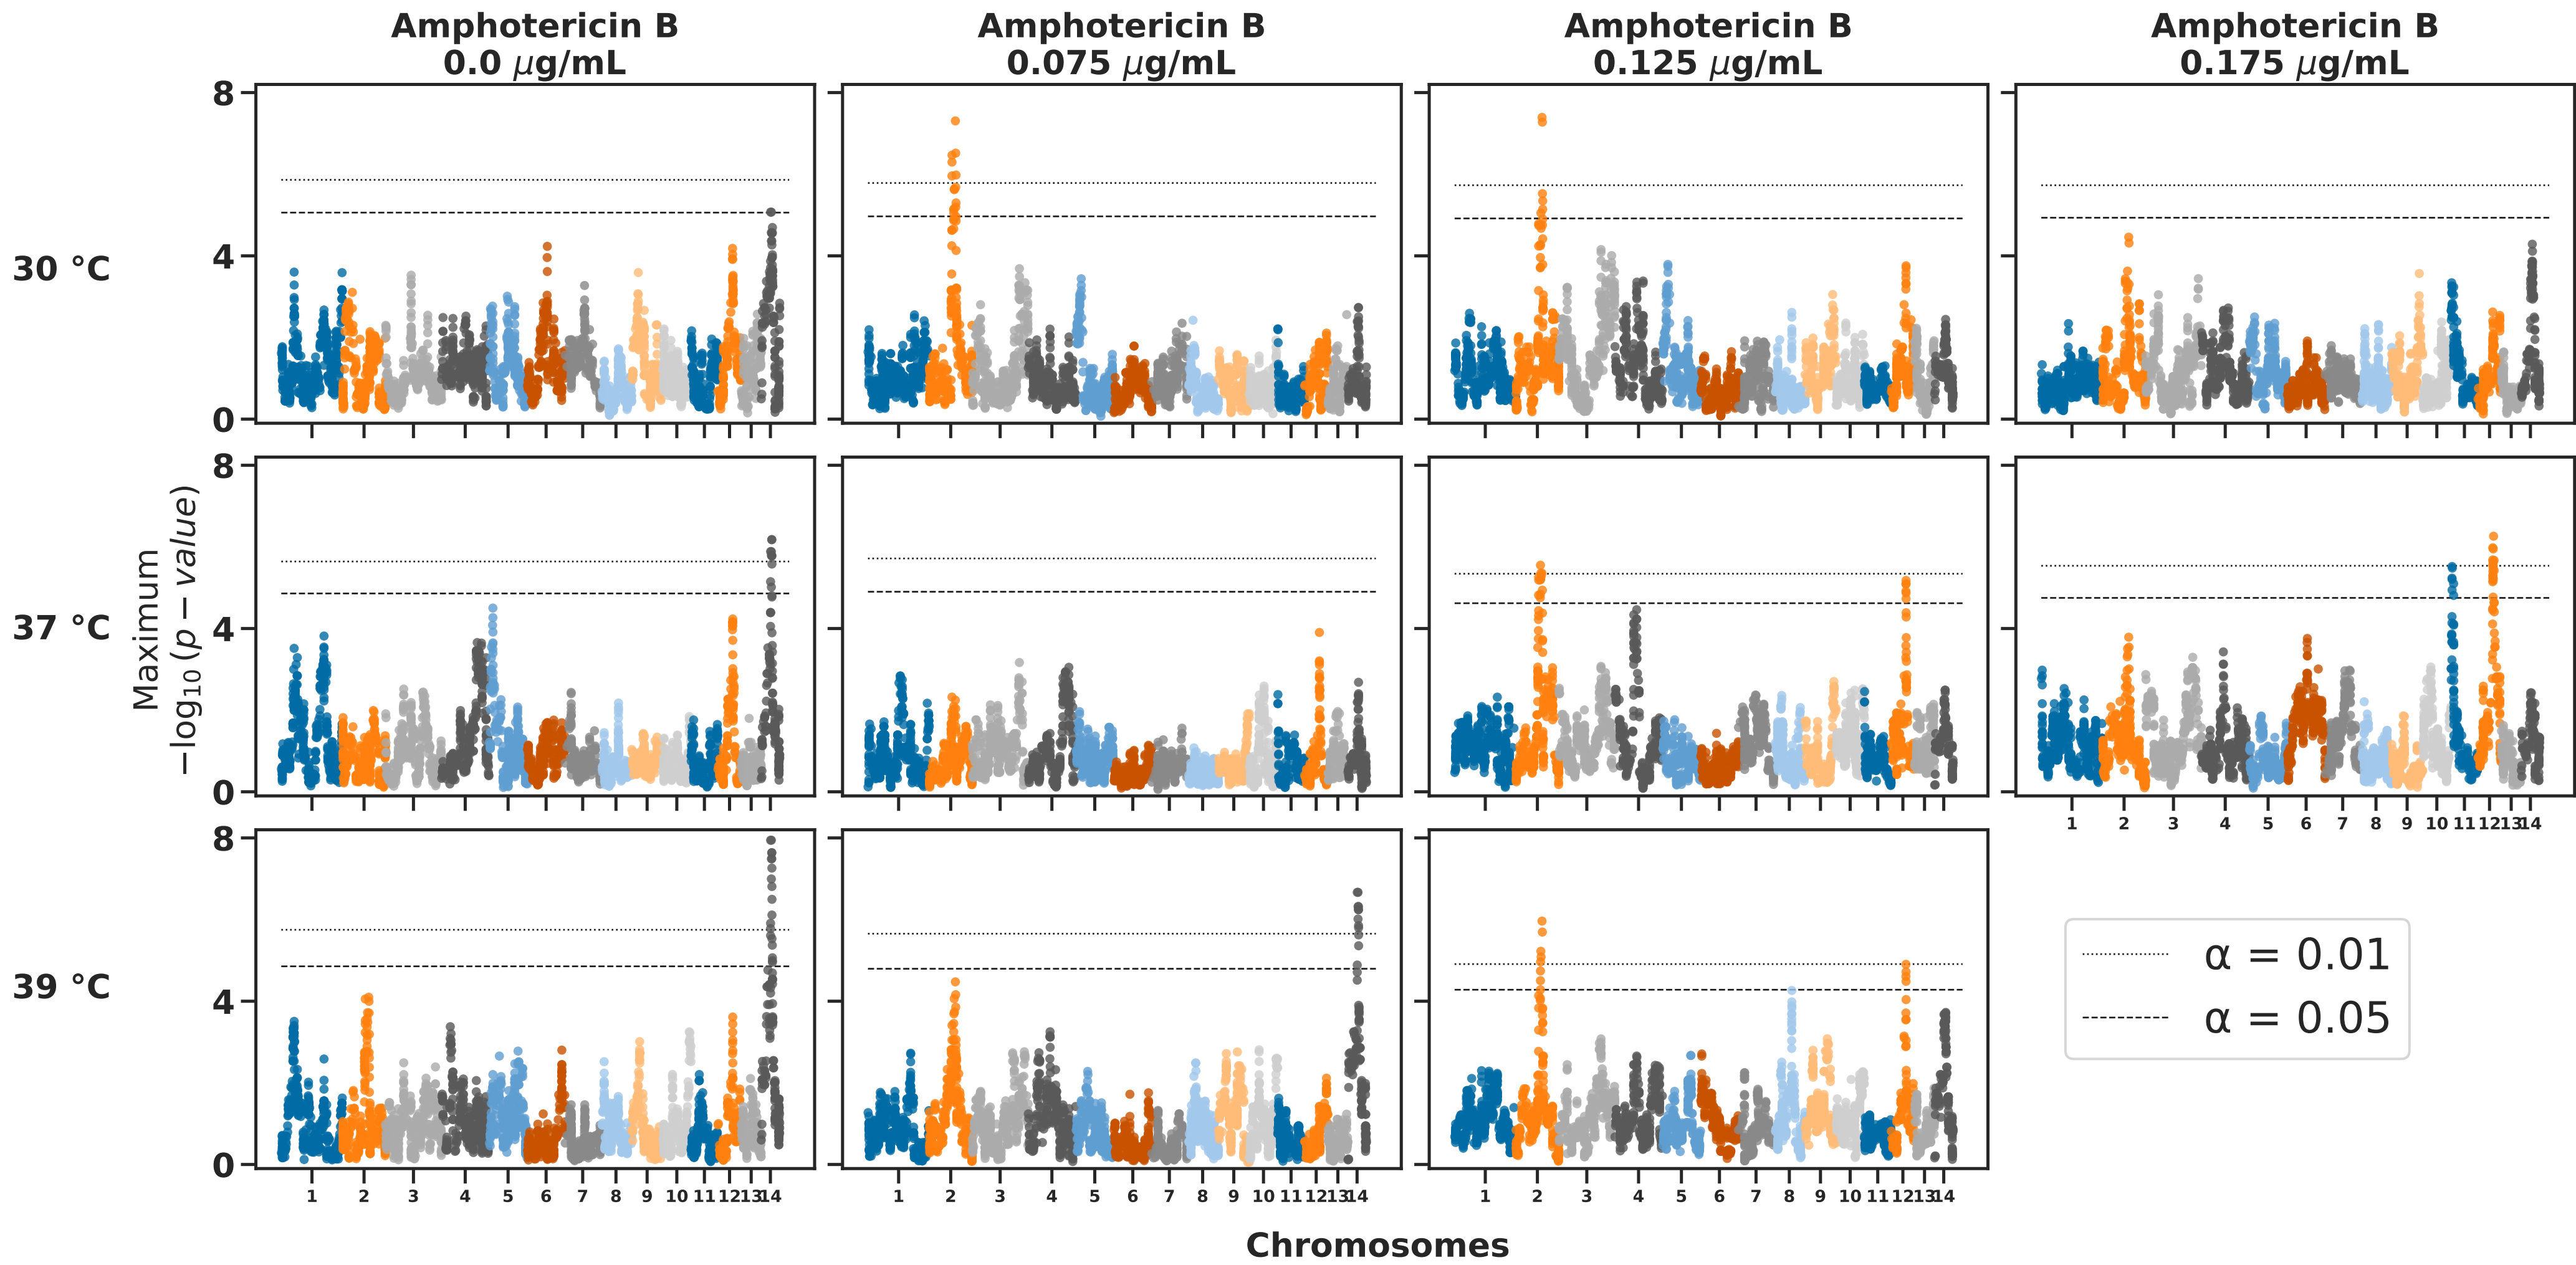 Amphotericin B
0.0 μg/mL
Amphotericin B
0.075 μg/mL
Amphotericin B
0.125 μg/mL
Amphotericin B
0.175 μg/mL
30 °C
8
4
0
37 °C
Maximum
−log₁₀(p − value)
8
4
0
1 2 3 4 5 6 7 8 9 10 11 12 13 14
39 °C
8
4
0
α = 0.01
α = 0.05
1 2 3 4 5 6 7 8 9 10 11 12 13 14
1 2 3 4 5 6 7 8 9 10 11 12 13 14
1 2 3 4 5 6 7 8 9 10 11 12 13 14
Chromosomes